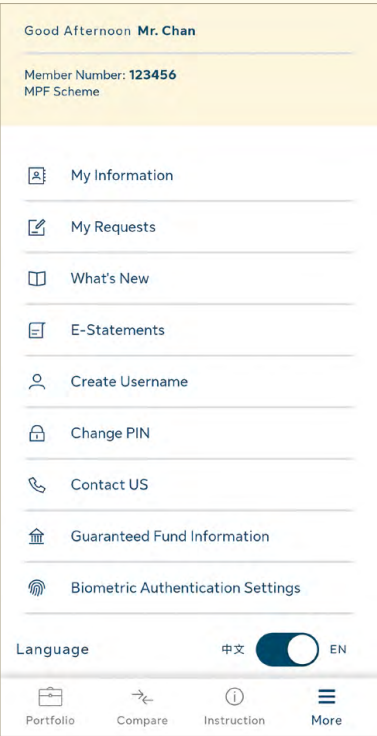 Good Afternoon Mr. Chan
Member Number: 123456
MPF Scheme
My Information
My Requests
What's New
E-Statements
Create Username
Change PIN
Contact US
Guaranteed Fund Information
Biometric Authentication Settings
Language 中文 EN
Portfolio Compare Instruction More